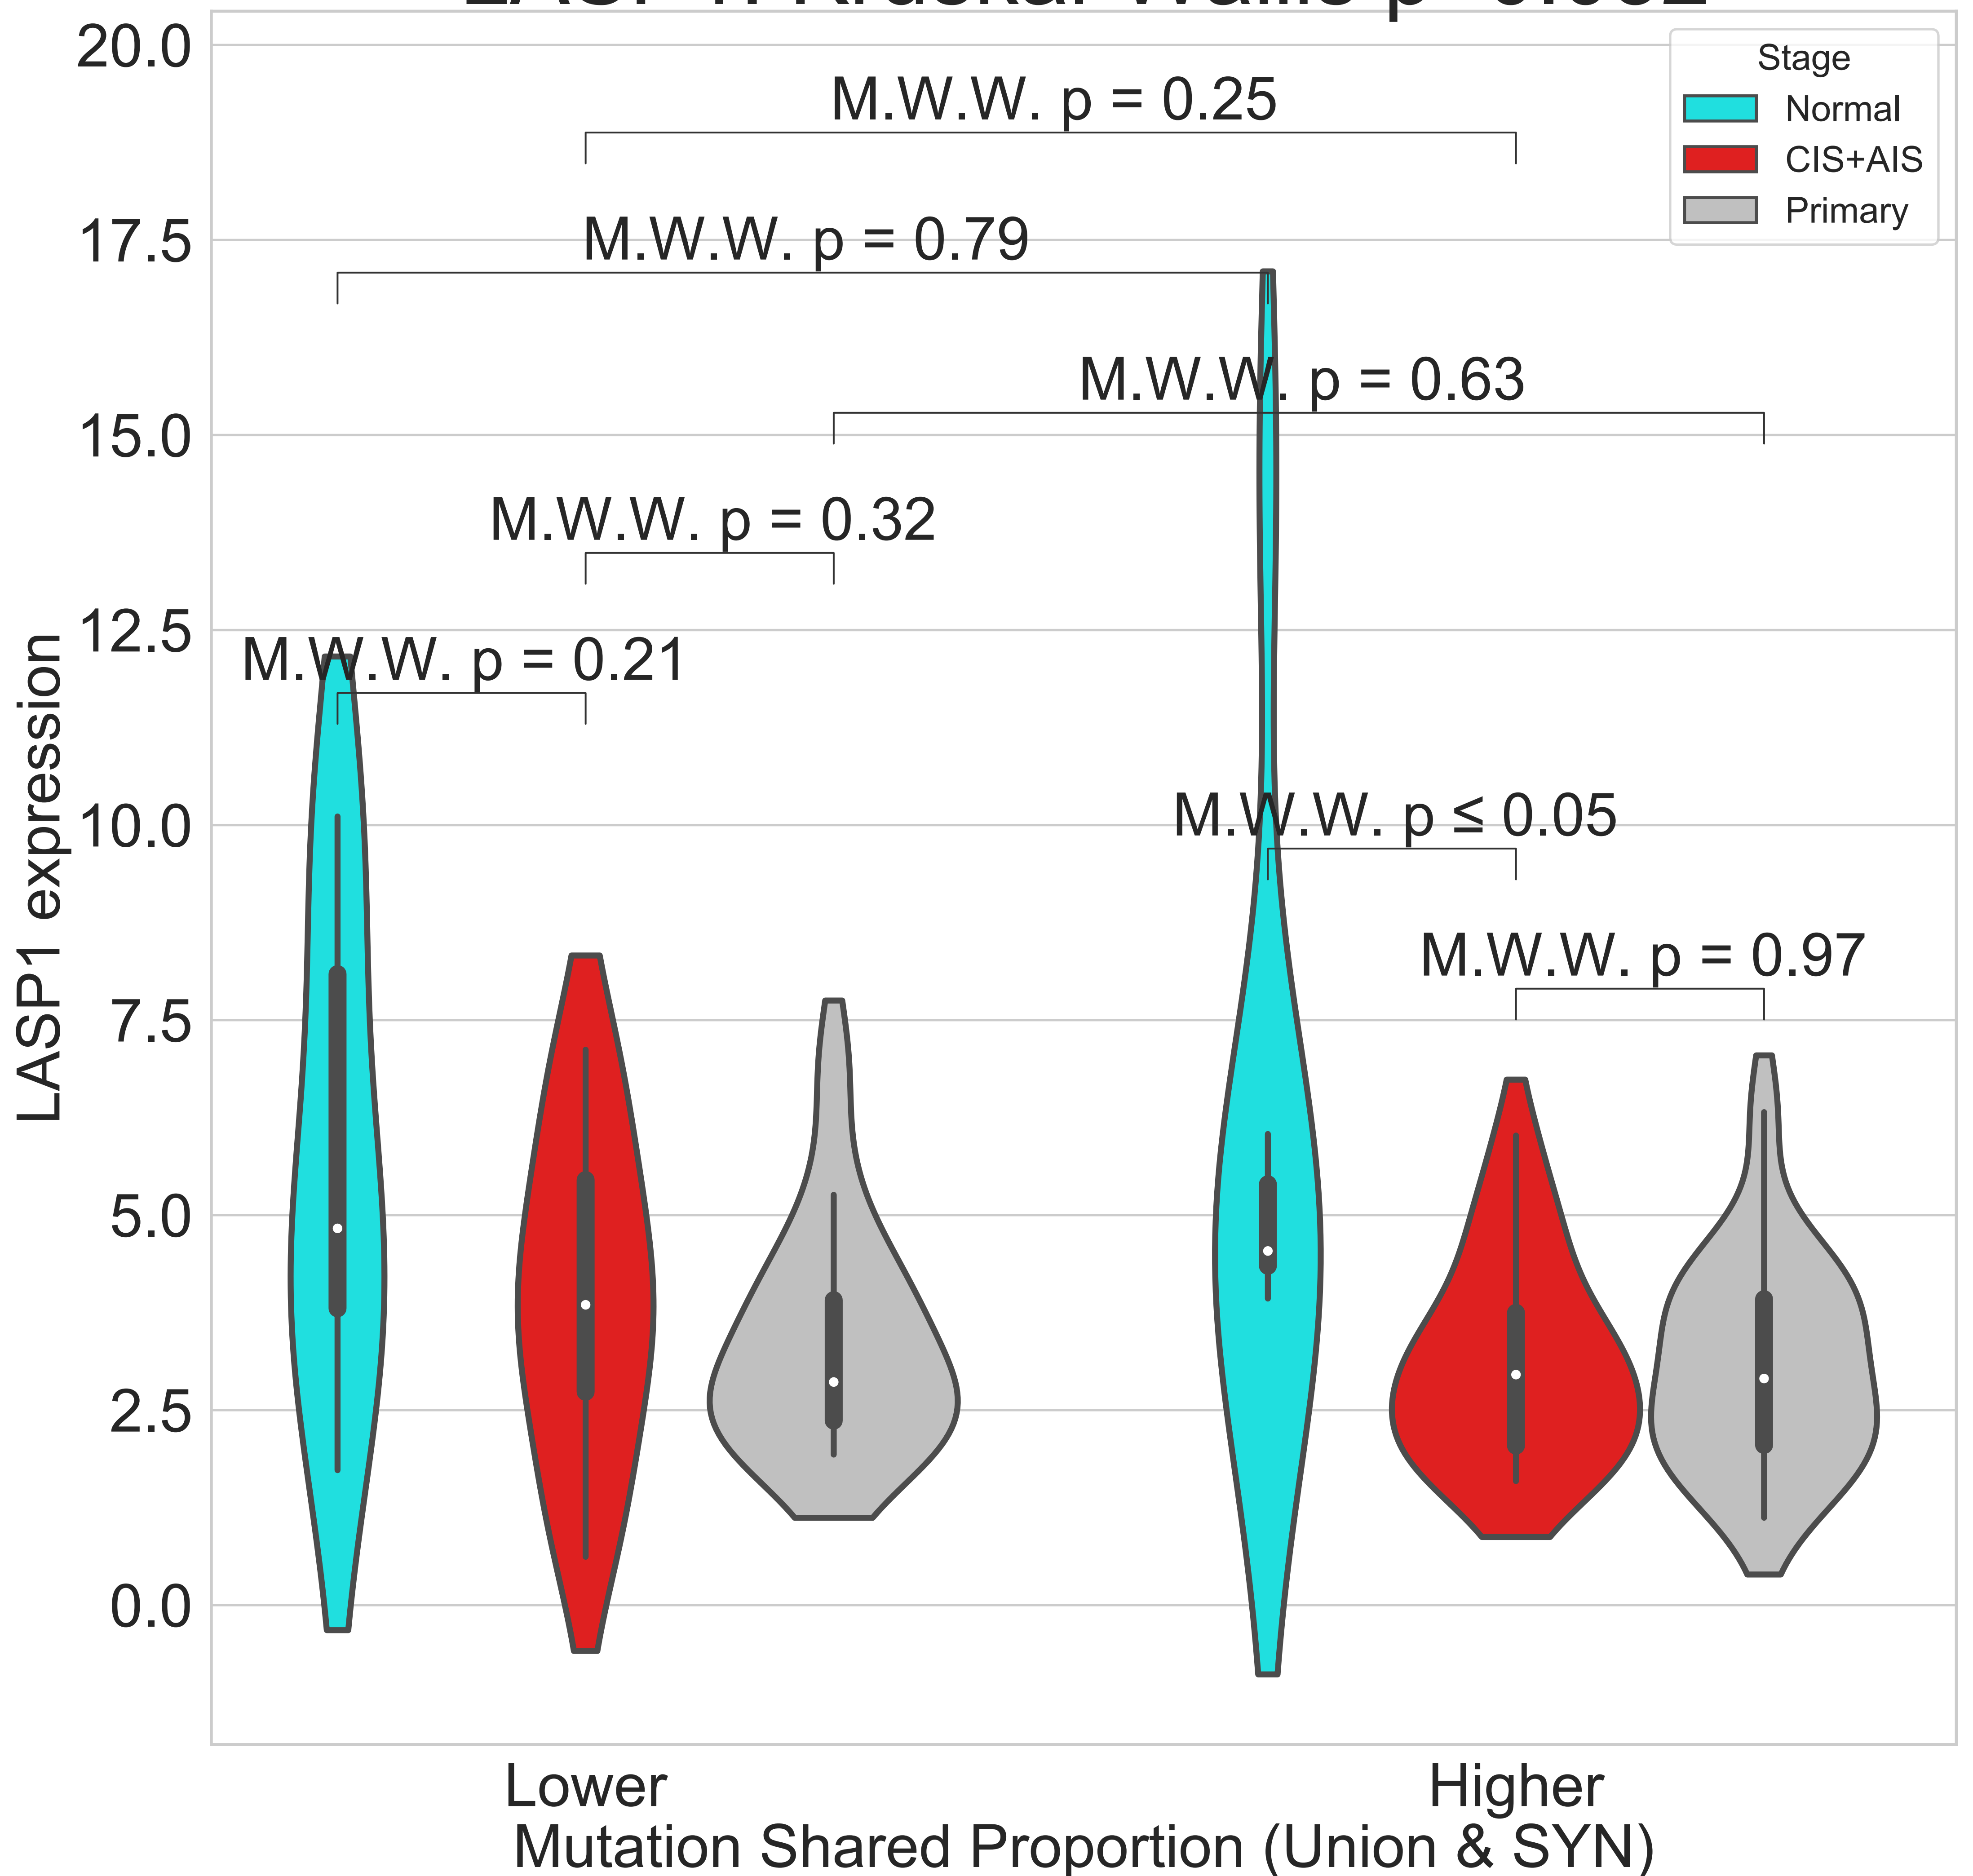 20.0
17.5
15.0
12.5
10.0
7.5
5.0
2.5
0.0
LASP1 expression
Stage
Normal
CIS+AIS
Primary
M.W.W. p = 0.25
M.W.W. p = 0.79
M.W.W. p = 0.63
M.W.W. p = 0.32
M.W.W. p = 0.21
M.W.W. p ≤ 0.05
M.W.W. p = 0.97
Lower
Higher
Mutation Shared Proportion (Union & SYN)